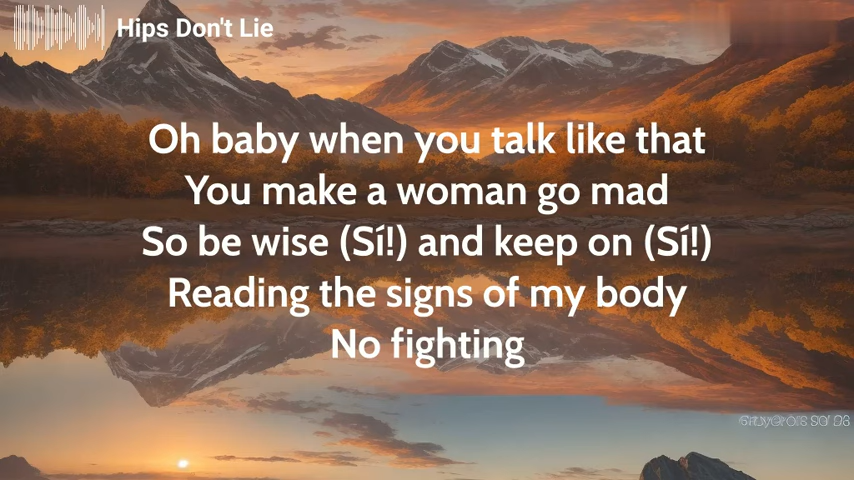 Hips Don't Lie
Oh baby when you talk like that
You make a woman go mad
So be wise (Sí!) and keep on (Sí!)
Reading the signs of my body
No fighting